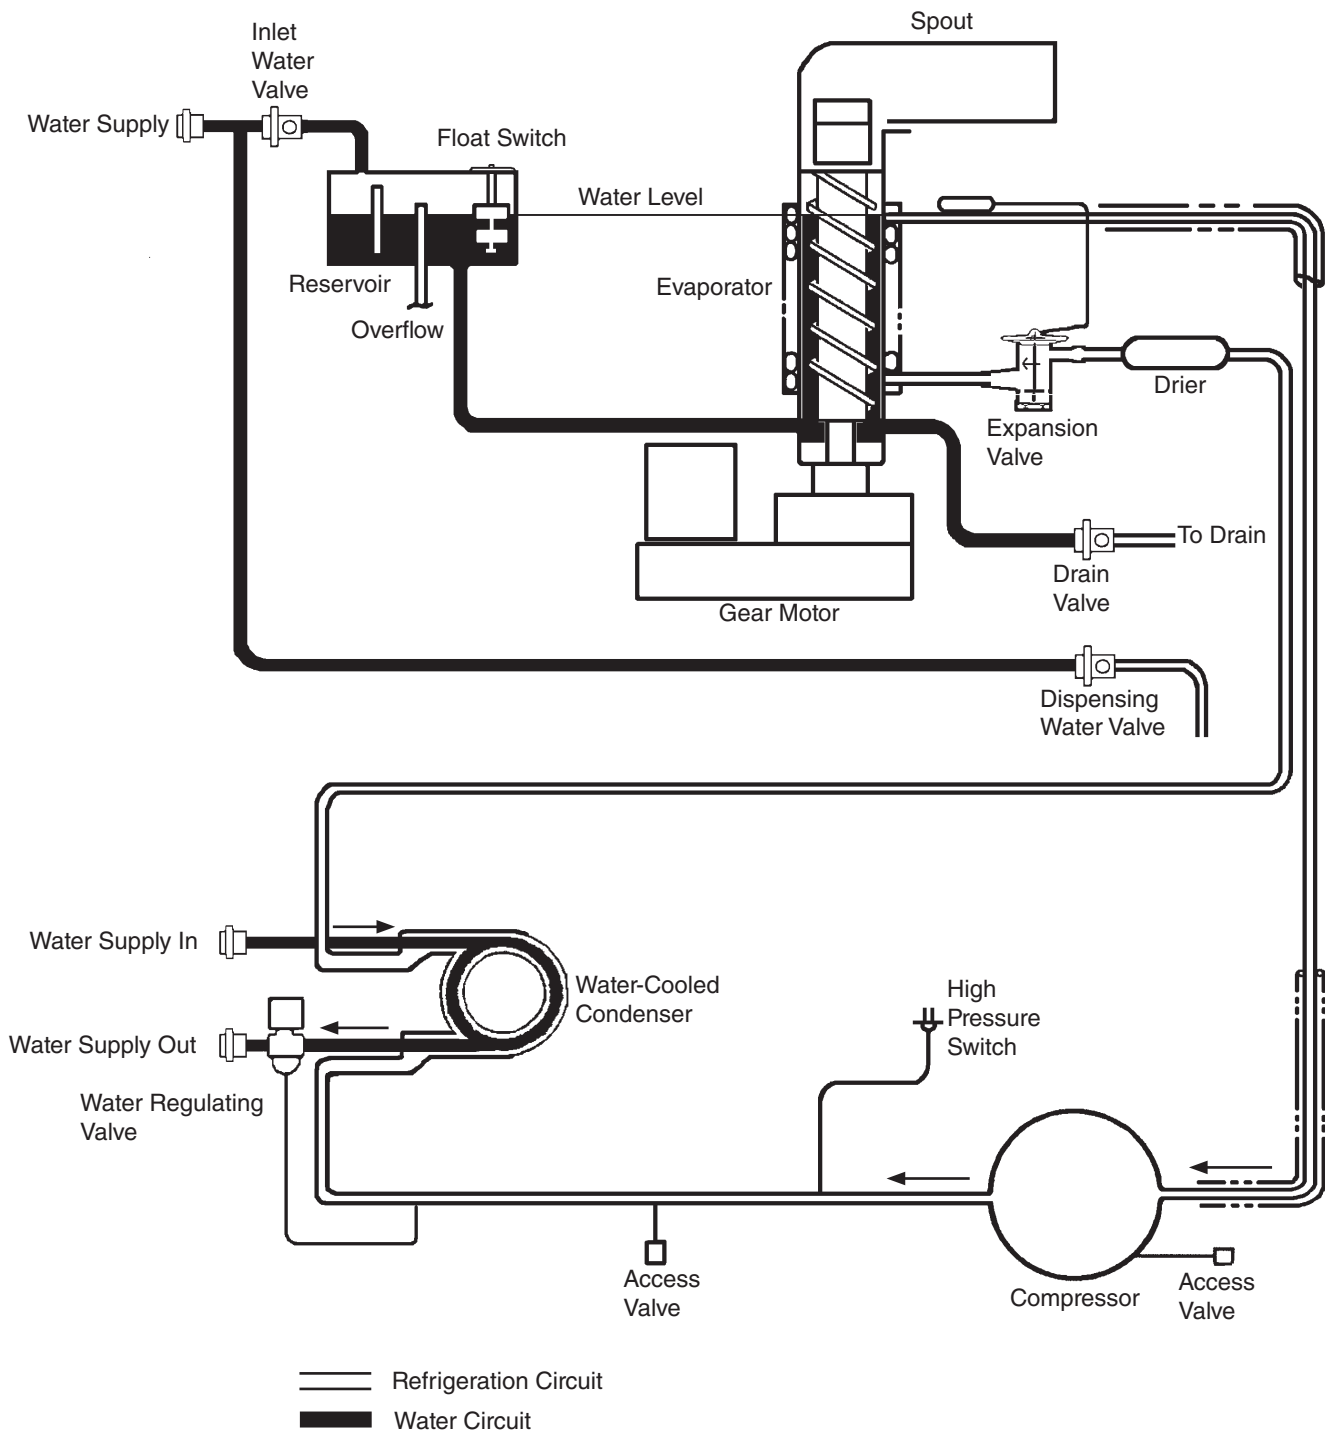 Spout
Inlet
Water
Valve
Water Supply
Float Switch
Water Level
Reservoir
Evaporator
Overflow
Drier
Expansion
Valve
To Drain
Drain
Valve
Gear Motor
Dispensing
Water Valve
Water Supply In
Water-Cooled
Condenser
High
Pressure
Switch
Water Supply Out
Water Regulating
Valve
Access
Valve
Compressor
Access
Valve
Refrigeration Circuit
Water Circuit